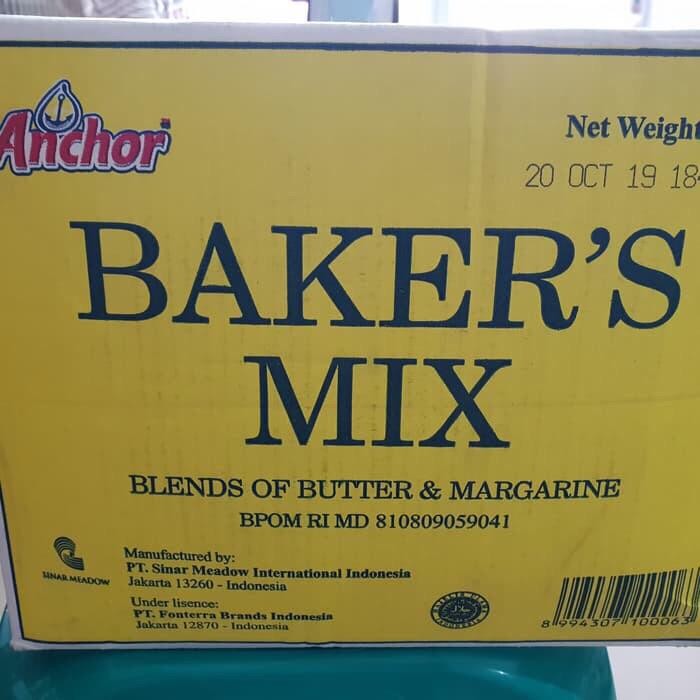 Anchor
Net Weight
20 OCT 19 18
BAKER'S
MIX
BLENDS OF BUTTER & MARGARINE
BPOM RI MD 810809059041
SINAR MEADOW
Manufactured by:
PT. Sinar Meadow International Indonesia
Jakarta 13260 - Indonesia
Under lisence:
PT. Fonterra Brands Indonesia
Jakarta 12870 - Indonesia
8 994307 100063